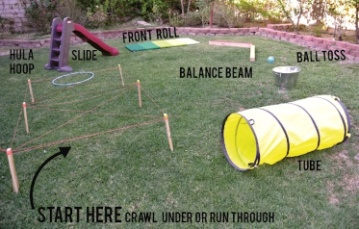 FRONT ROLL
HULA
HOOP
SLIDE
BALL TOSS
BALANCE BEAM
TUBE
START HERE CRAWL UNDER OR RUN THROUGH